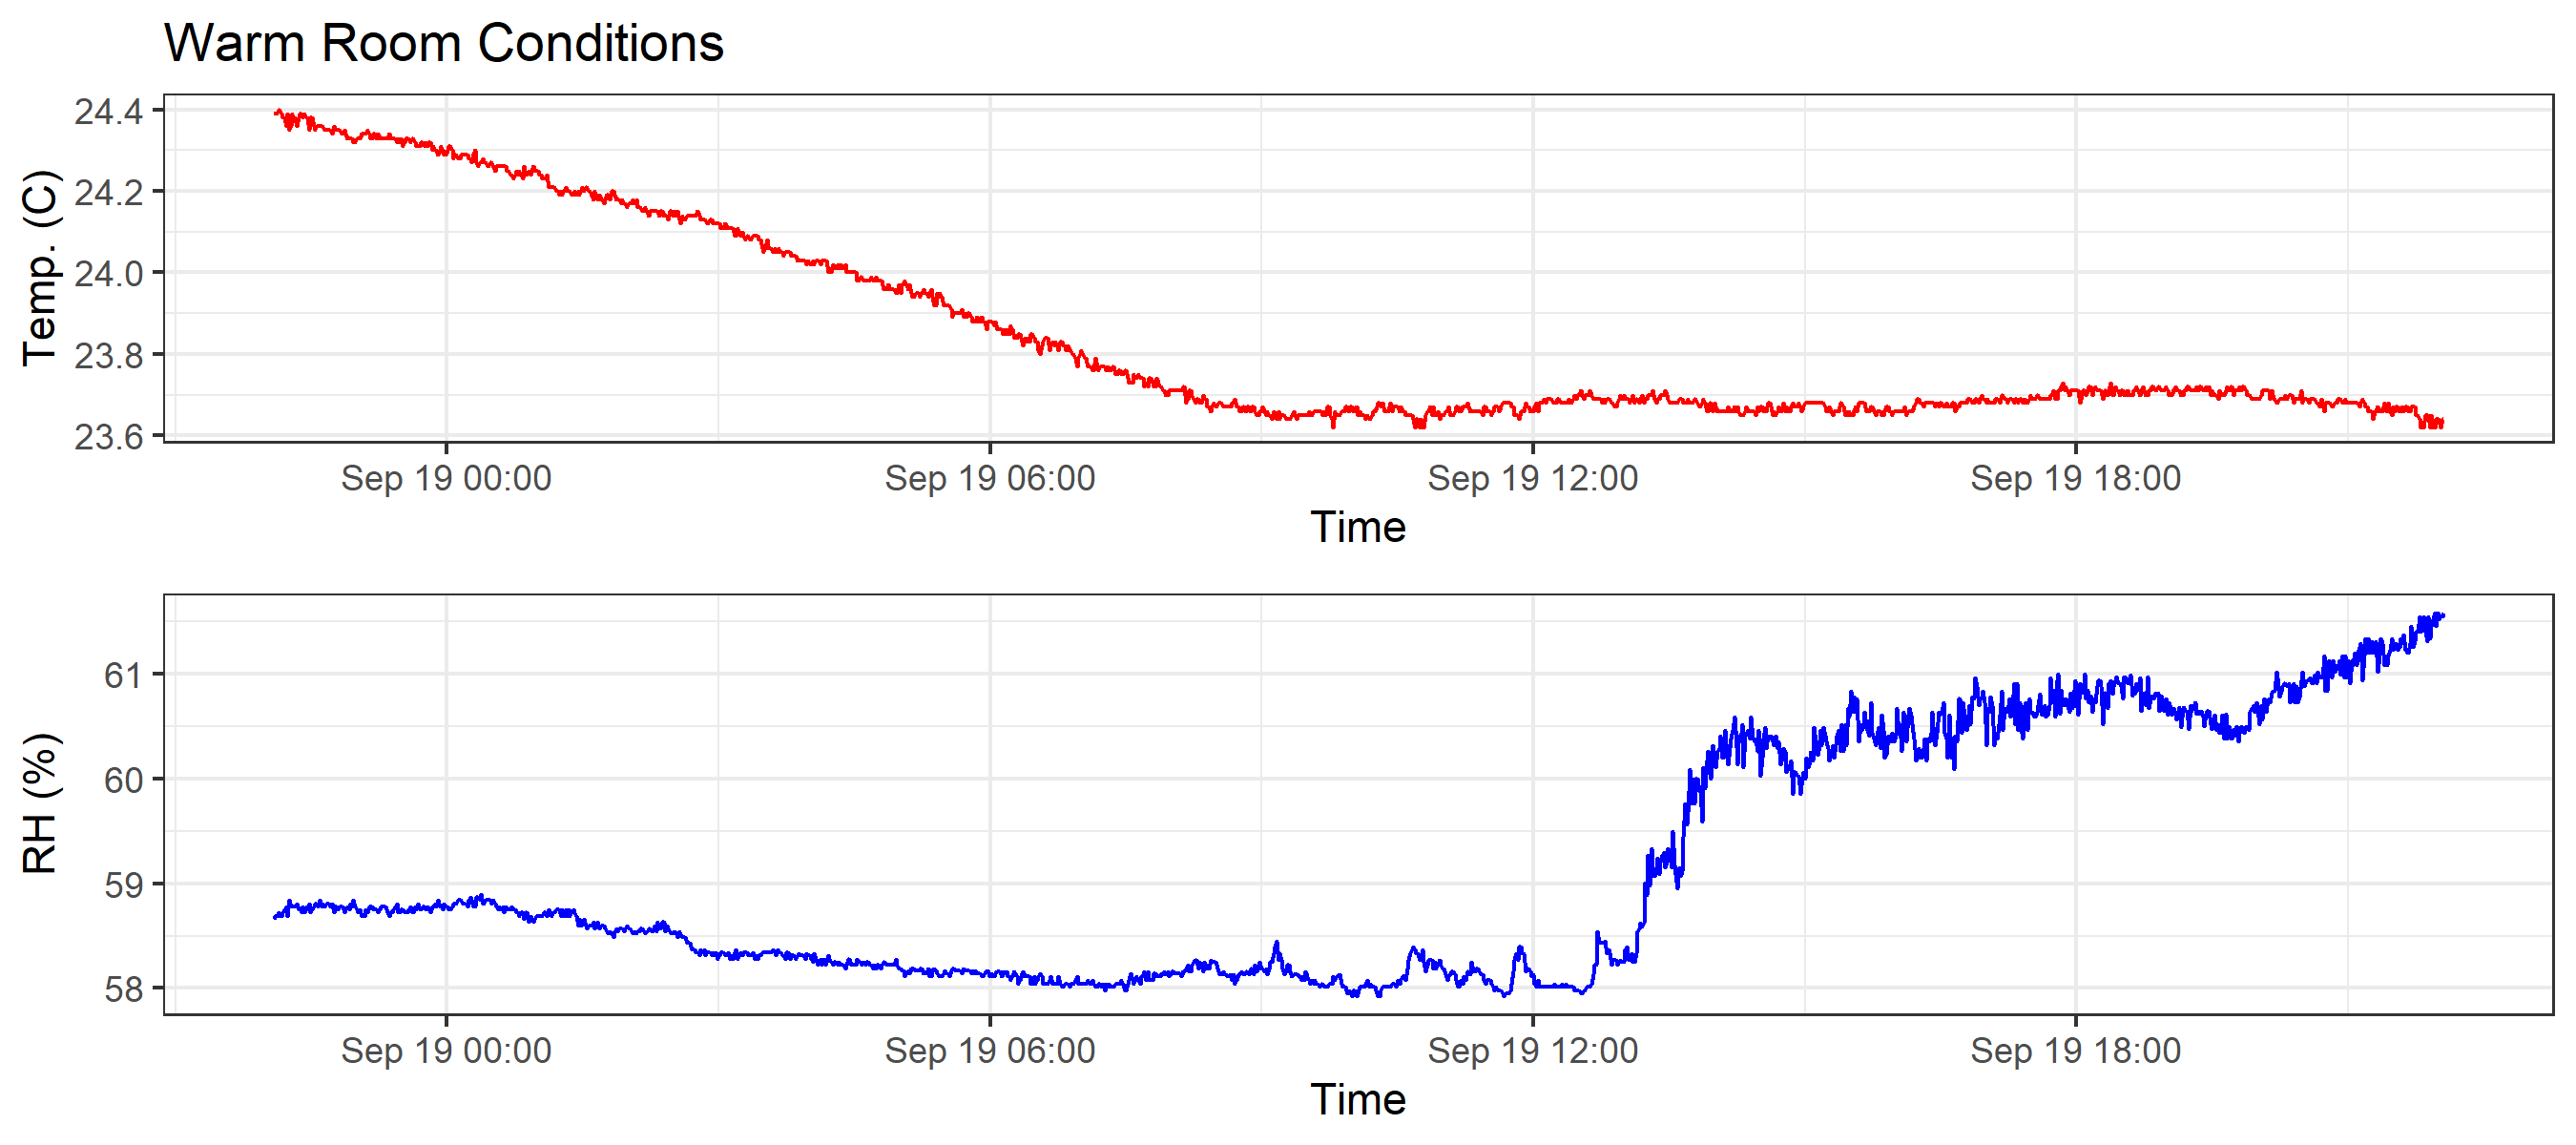 Warm Room Conditions
Temp. (C)
24.4
24.2
24.0
23.8
23.6
Sep 19 00:00 Sep 19 06:00 Sep 19 12:00 Sep 19 18:00
Time
RH (%)
61
60
59
58
Sep 19 00:00 Sep 19 06:00 Sep 19 12:00 Sep 19 18:00
Time